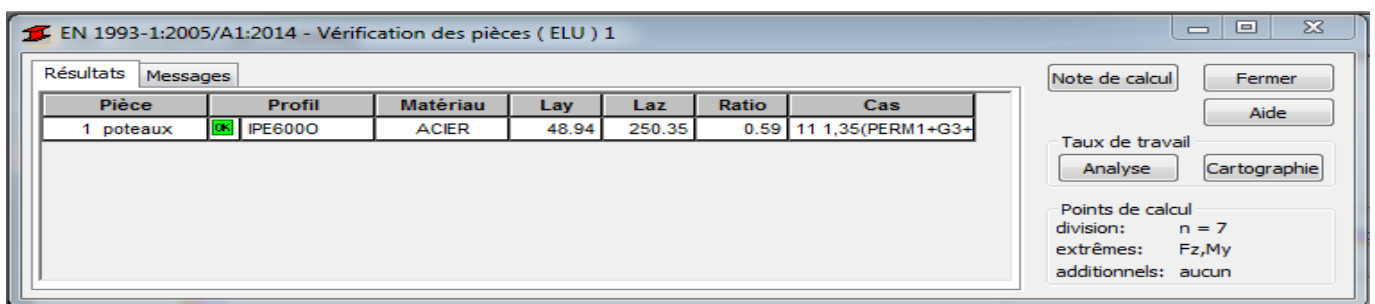 EN 1993-1:2005/A1:2014 - Vérification des pièces ( ELU ) 1
Résultats Messages
Pièce Profil Matériau Lay Laz Ratio Cas
1 poteaux OK IPE600O ACIER 48.94 250.35 0.59 11 1,35(PERM1+G3+
Note de calcul Fermer
Aide
Taux de travail
Analyse Cartographie
Points de calcul
division: n = 7
extrêmes: Fz,My
additionnels: aucun